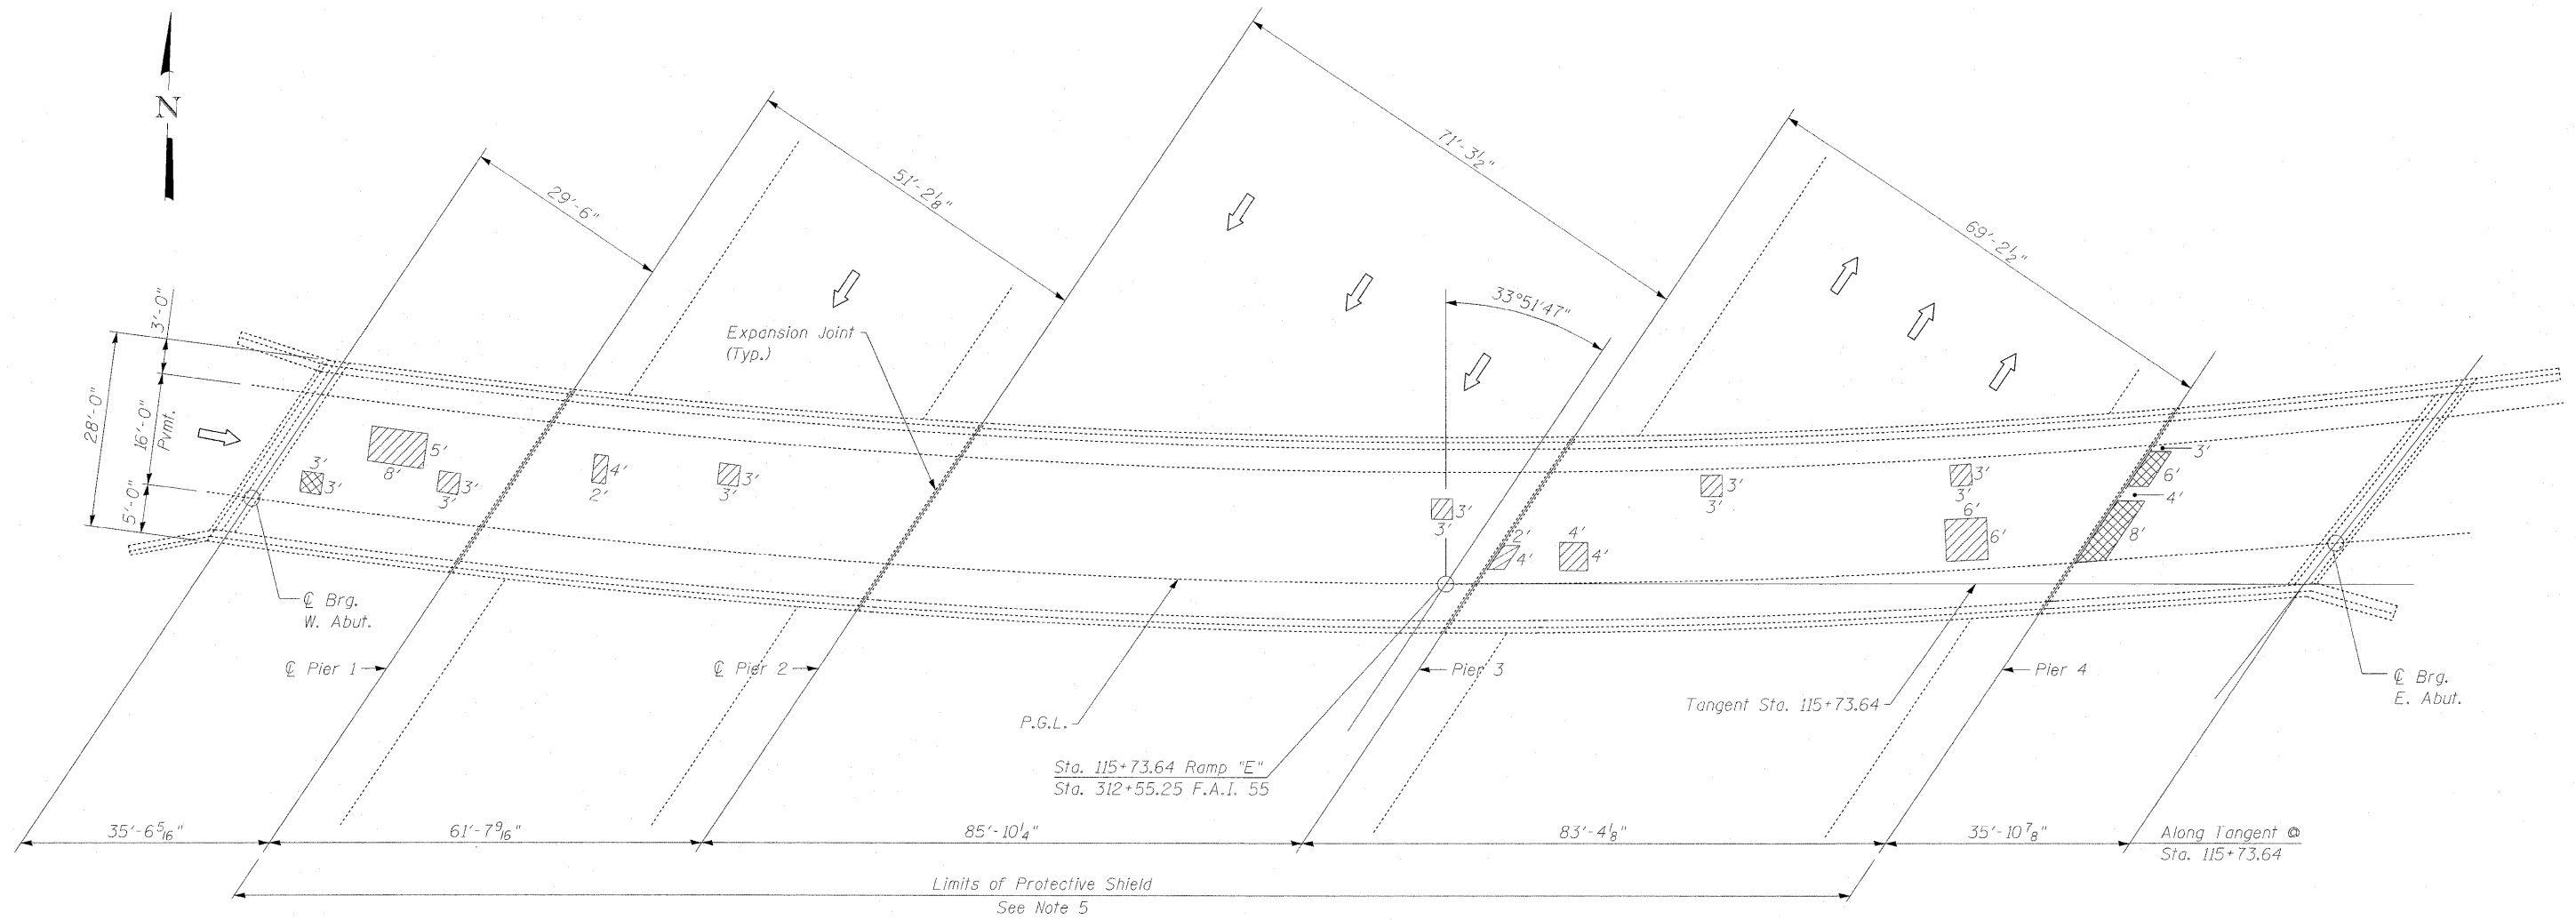 N
29'-6"
51'-2⅛"
71'-3½"
69'-2½"
33°51'47"
Expansion Joint
(Typ.)
28'-0"
3'-0"
16'-0"
Pvmt.
5'-0"
3'
3'
8'
5'
3'
3'
4'
2'
3'
3'
3'
3'
2'
4'
4'
4'
3'
3'
3'
3'
6'
6'
3'
6'
4'
8'
℄ Brg.
W. Abut.
℄ Pier 1
℄ Pier 2
Pier 3
Pier 4
℄ Brg.
E. Abut.
P.G.L.
Tangent Sta. 115+73.64
Sta. 115+73.64 Ramp "E"
Sta. 312+55.25 F.A.I. 55
35'-6 5/16"
61'-7 9/16"
85'-10¼"
83'-4⅛"
35'-10⅞"
Along Tangent @
Sta. 115+73.64
Limits of Protective Shield
See Note 5